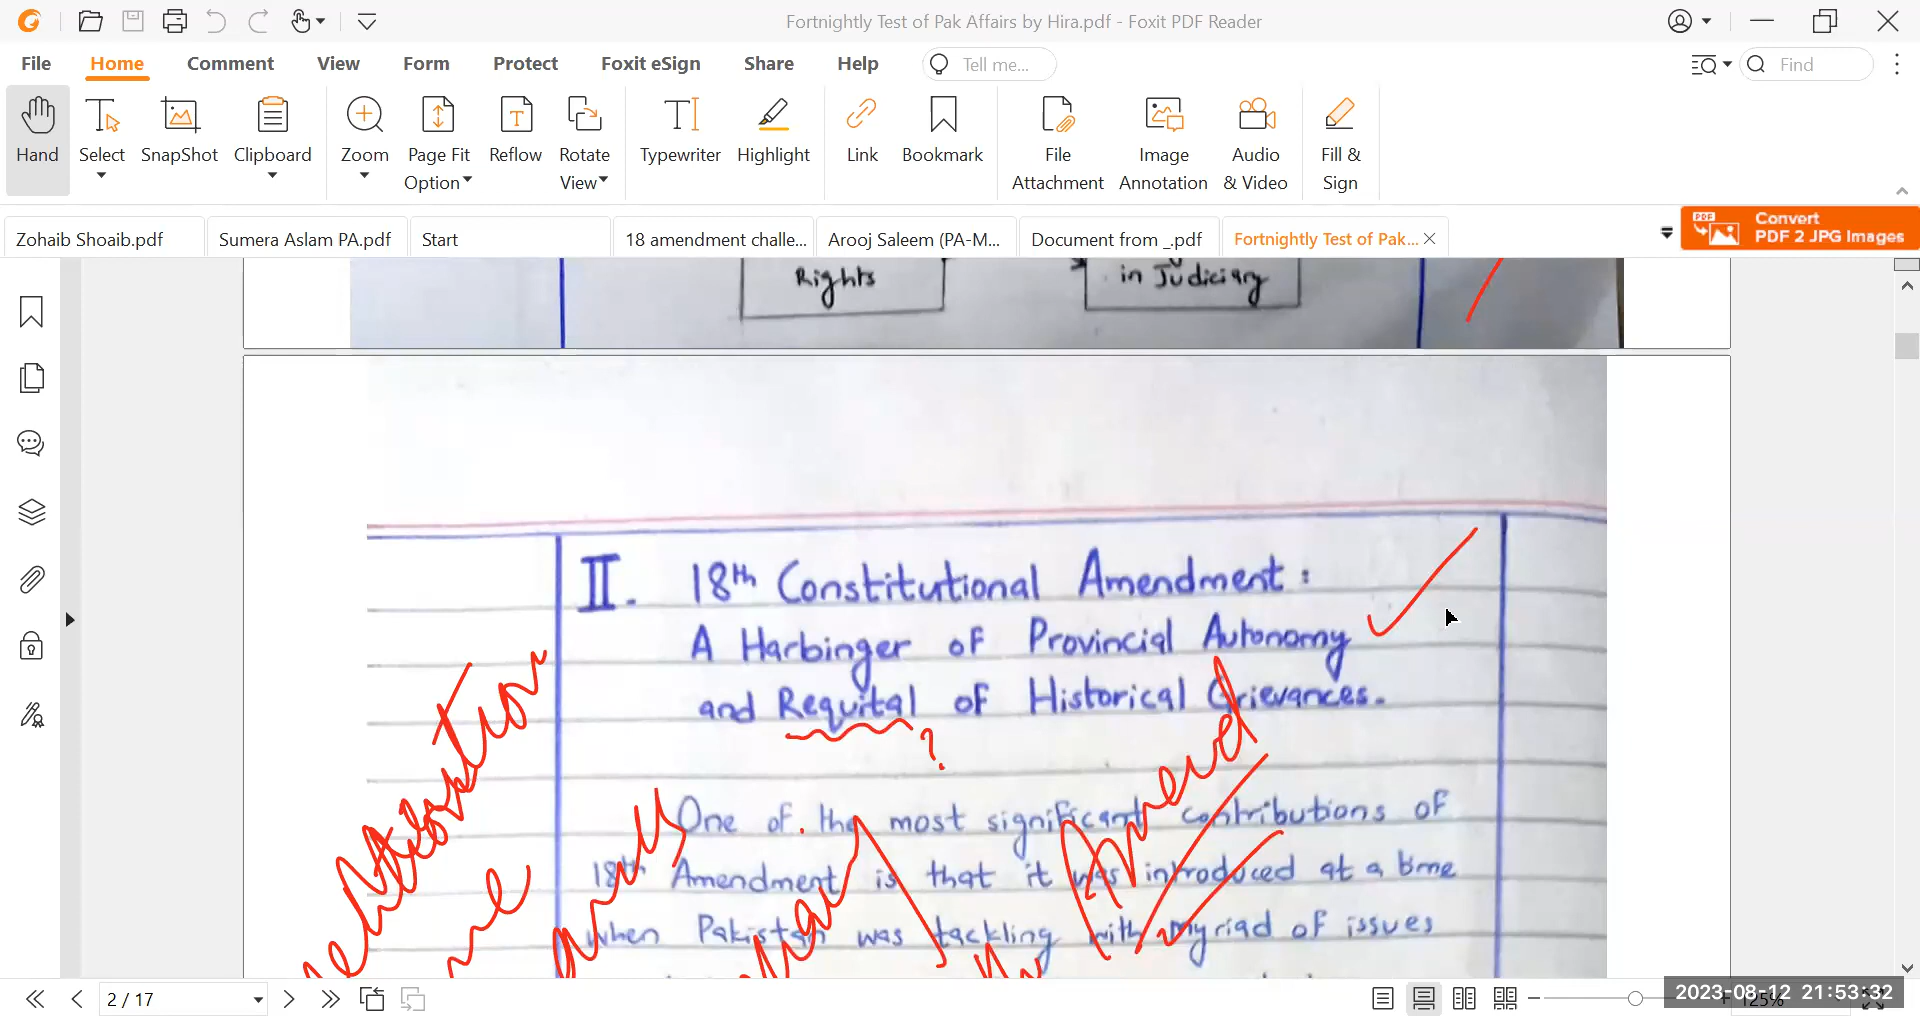 Fortnightly Test of Pak Affairs by Hira.pdf - Foxit PDF Reader
File Home Comment View Form Protect Foxit eSign Share Help Tell me... Find
Hand Select SnapShot Clipboard Zoom Page Fit Option Reflow Rotate View Typewriter Highlight Link Bookmark File Attachment Image Annotation Audio & Video Fill & Sign
Zohaib Shoaib.pdf Sumera Aslam PA.pdf Start 18 amendment challe... Arooj Saleem (PA-M... Document from _.pdf Fortnightly Test of Pak...
PDF Convert
PDF 2 JPG Images
Rights in Judiciary
II. 18th Constitutional Amendment:
A Harbinger of Provincial Autonomy
and Requital of Historical Grievances.
?
One of the most significant contributions of
18th Amendment is that it was introduced at a time
when Pakistan was tackling with myriad of issues
Amend
2 / 17
125%
2023-08-12 21:53:32